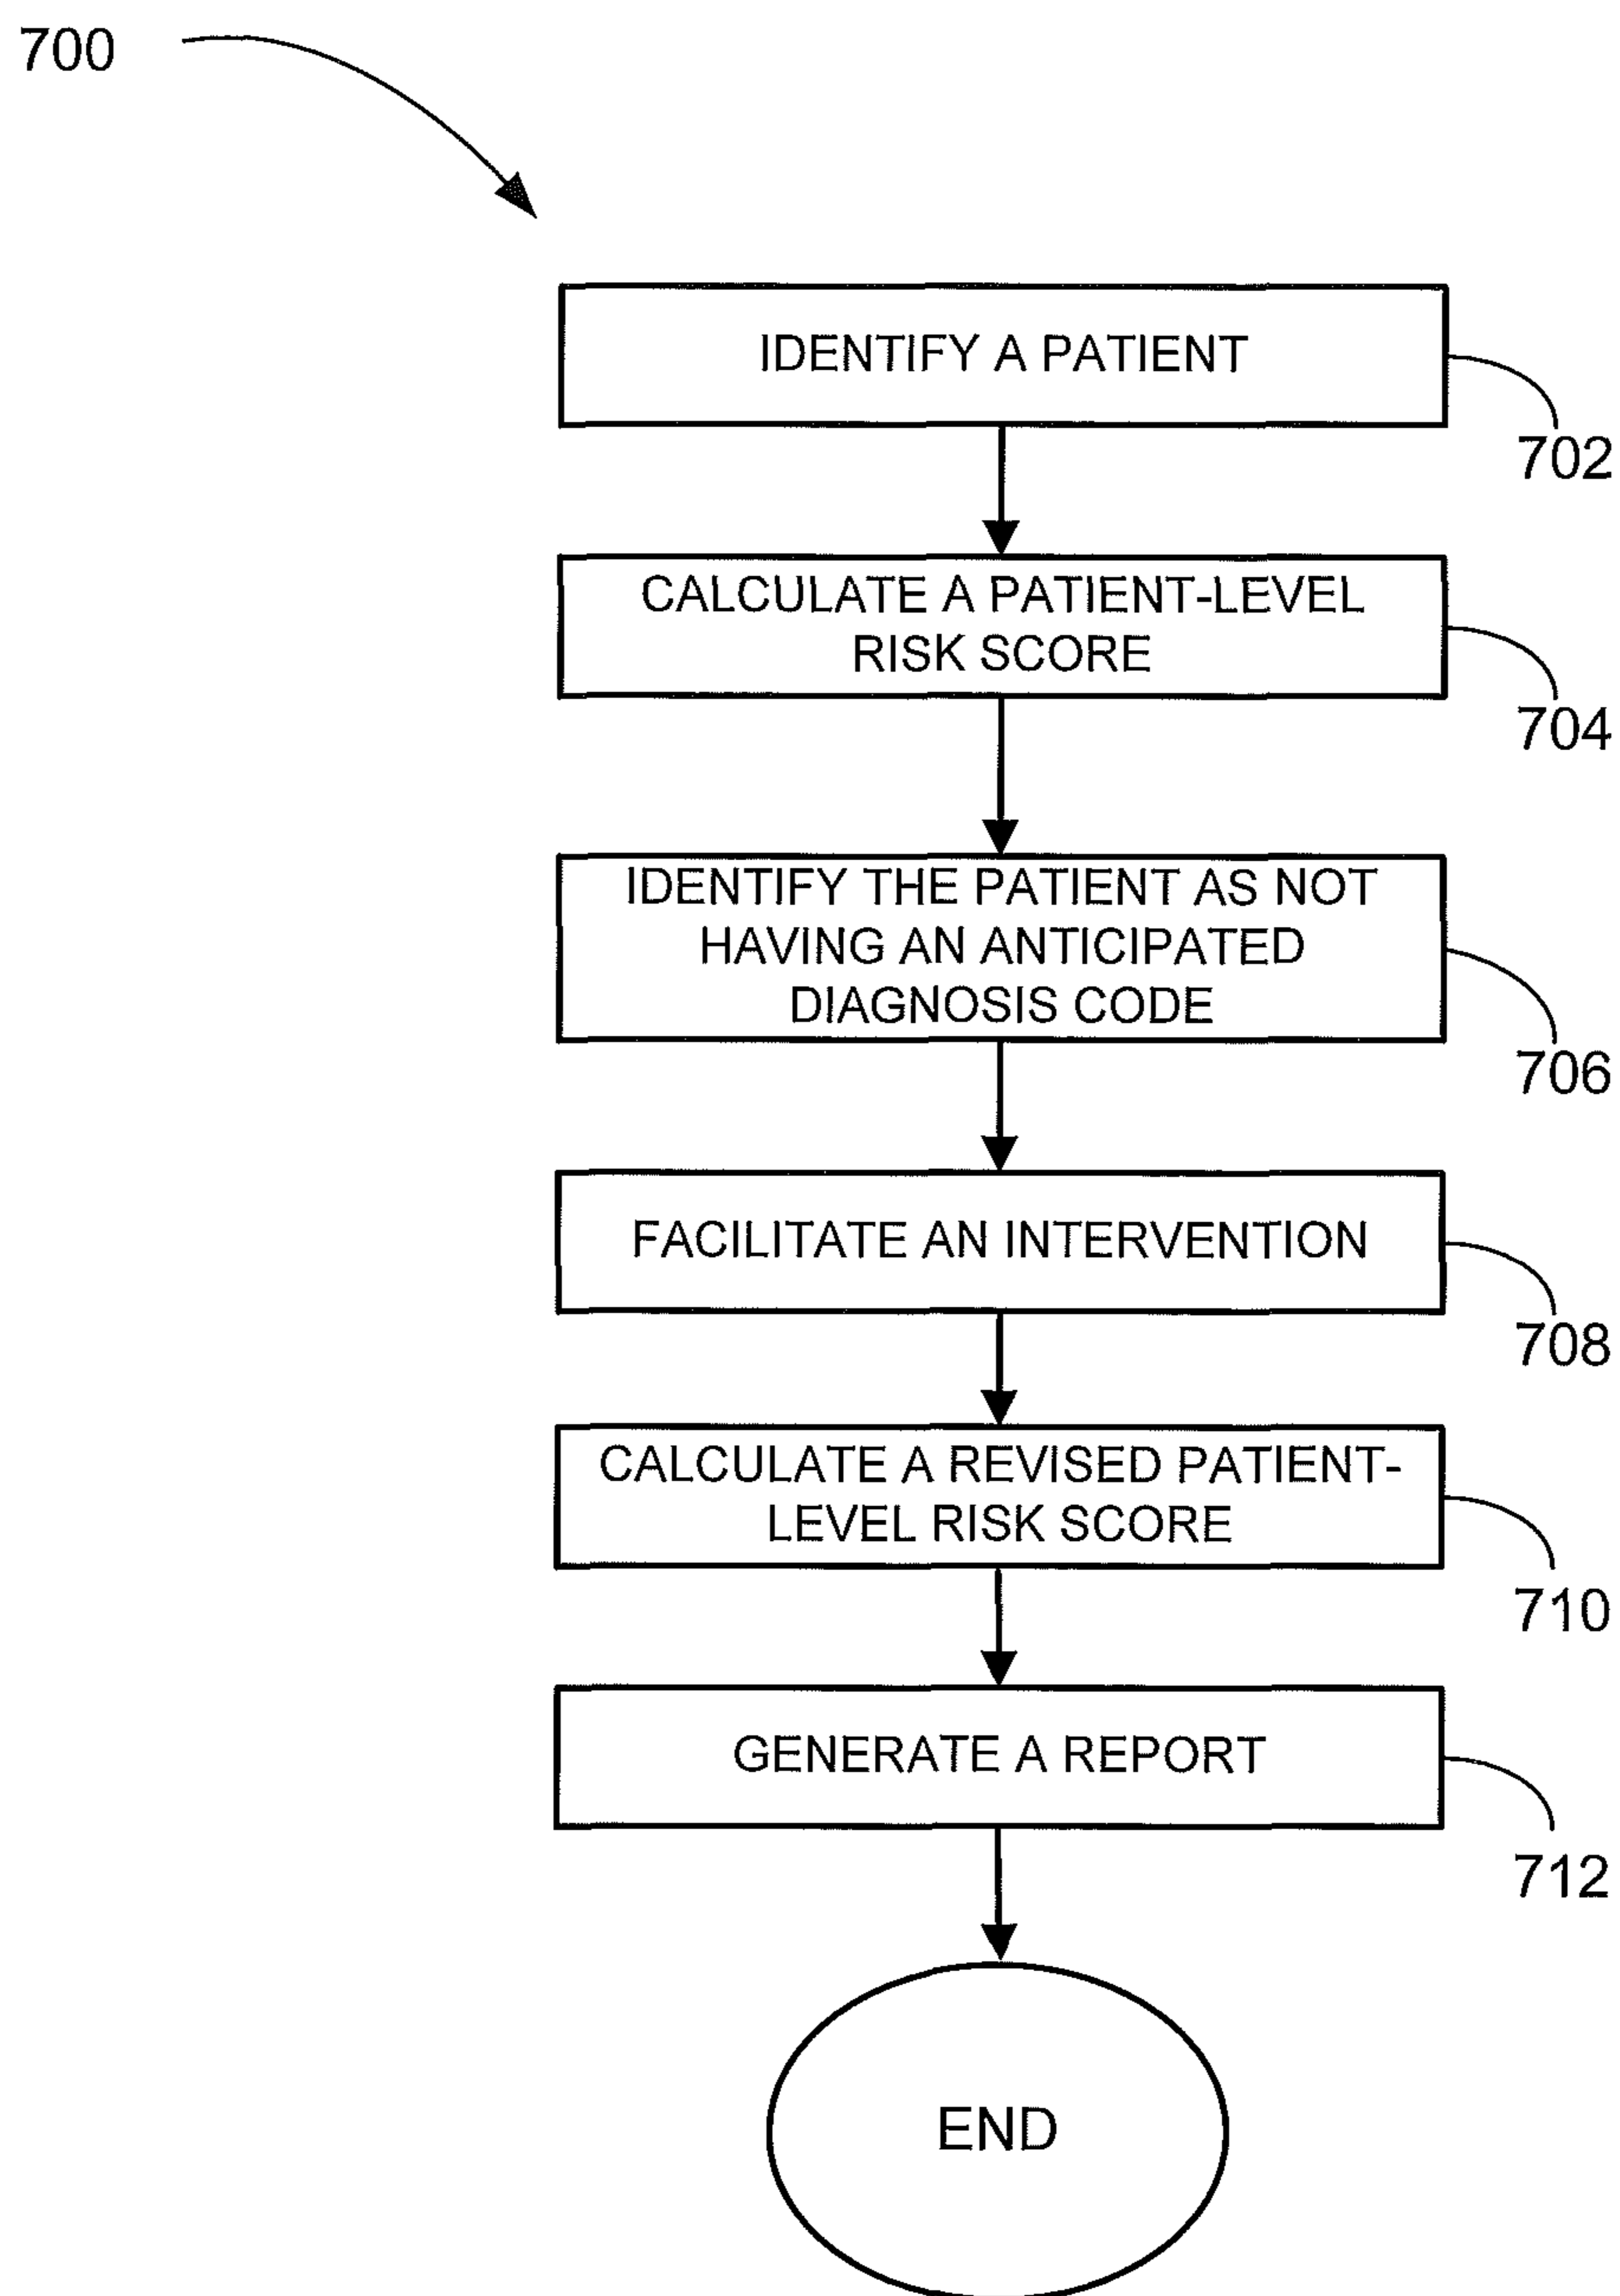 700
IDENTIFY A PATIENT
702
CALCULATE A PATIENT-LEVEL
RISK SCORE
704
IDENTIFY THE PATIENT AS NOT
HAVING AN ANTICIPATED
DIAGNOSIS CODE
706
FACILITATE AN INTERVENTION
708
CALCULATE A REVISED PATIENT-
LEVEL RISK SCORE
710
GENERATE A REPORT
712
END